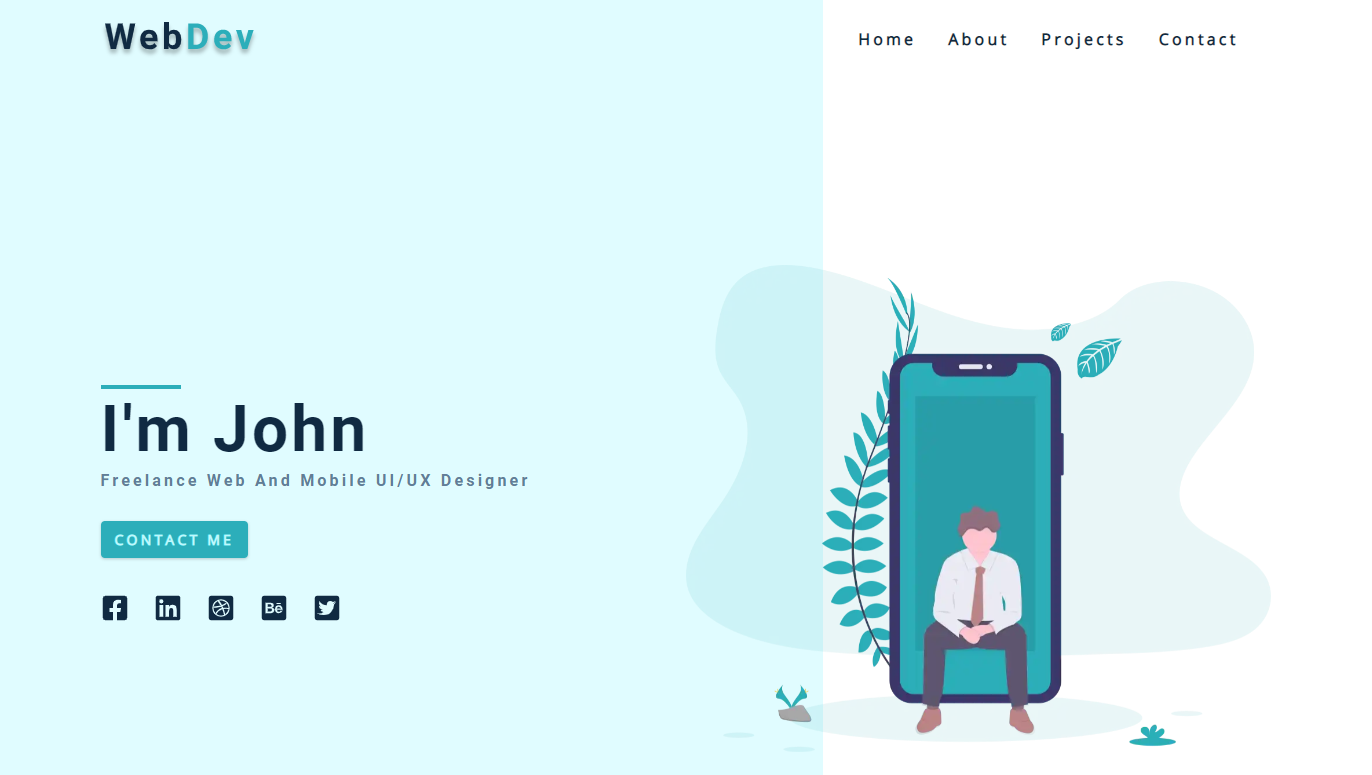 WebDev
Home About Projects Contact
I'm John
Freelance Web And Mobile UI/UX Designer
CONTACT ME